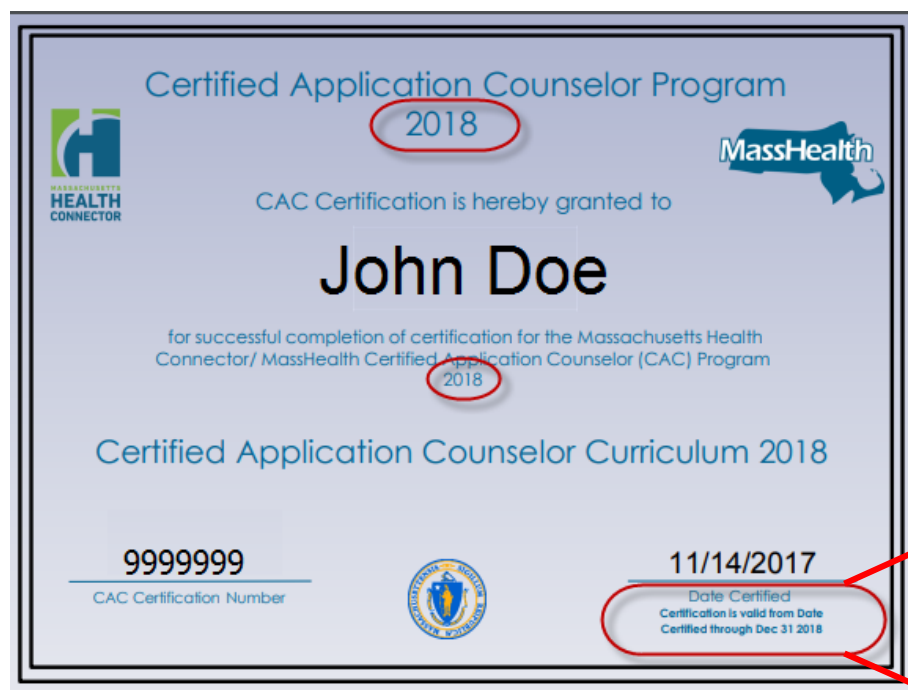 Certified Application Counselor Program
2018
MASSACHUSETTS
HEALTH
CONNECTOR
MassHealth
CAC Certification is hereby granted to
John Doe
for successful completion of certification for the Massachusetts Health
Connector/ MassHealth Certified Application Counselor (CAC) Program
2018
Certified Application Counselor Curriculum 2018
9999999
CAC Certification Number
11/14/2017
Date Certified
Certification is valid from Date
Certified through Dec 31 2018